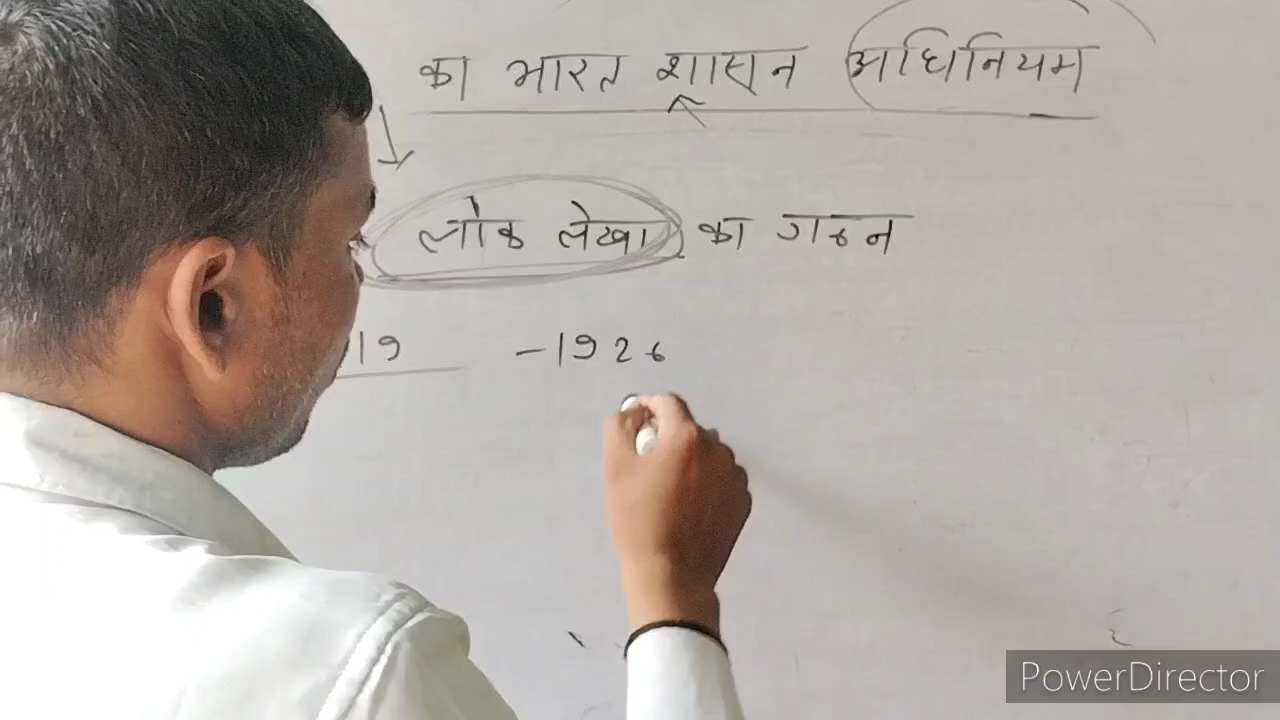 का भारत शासन अधिनियम
लोक लेखा का गठन
19 - 1926
PowerDirector